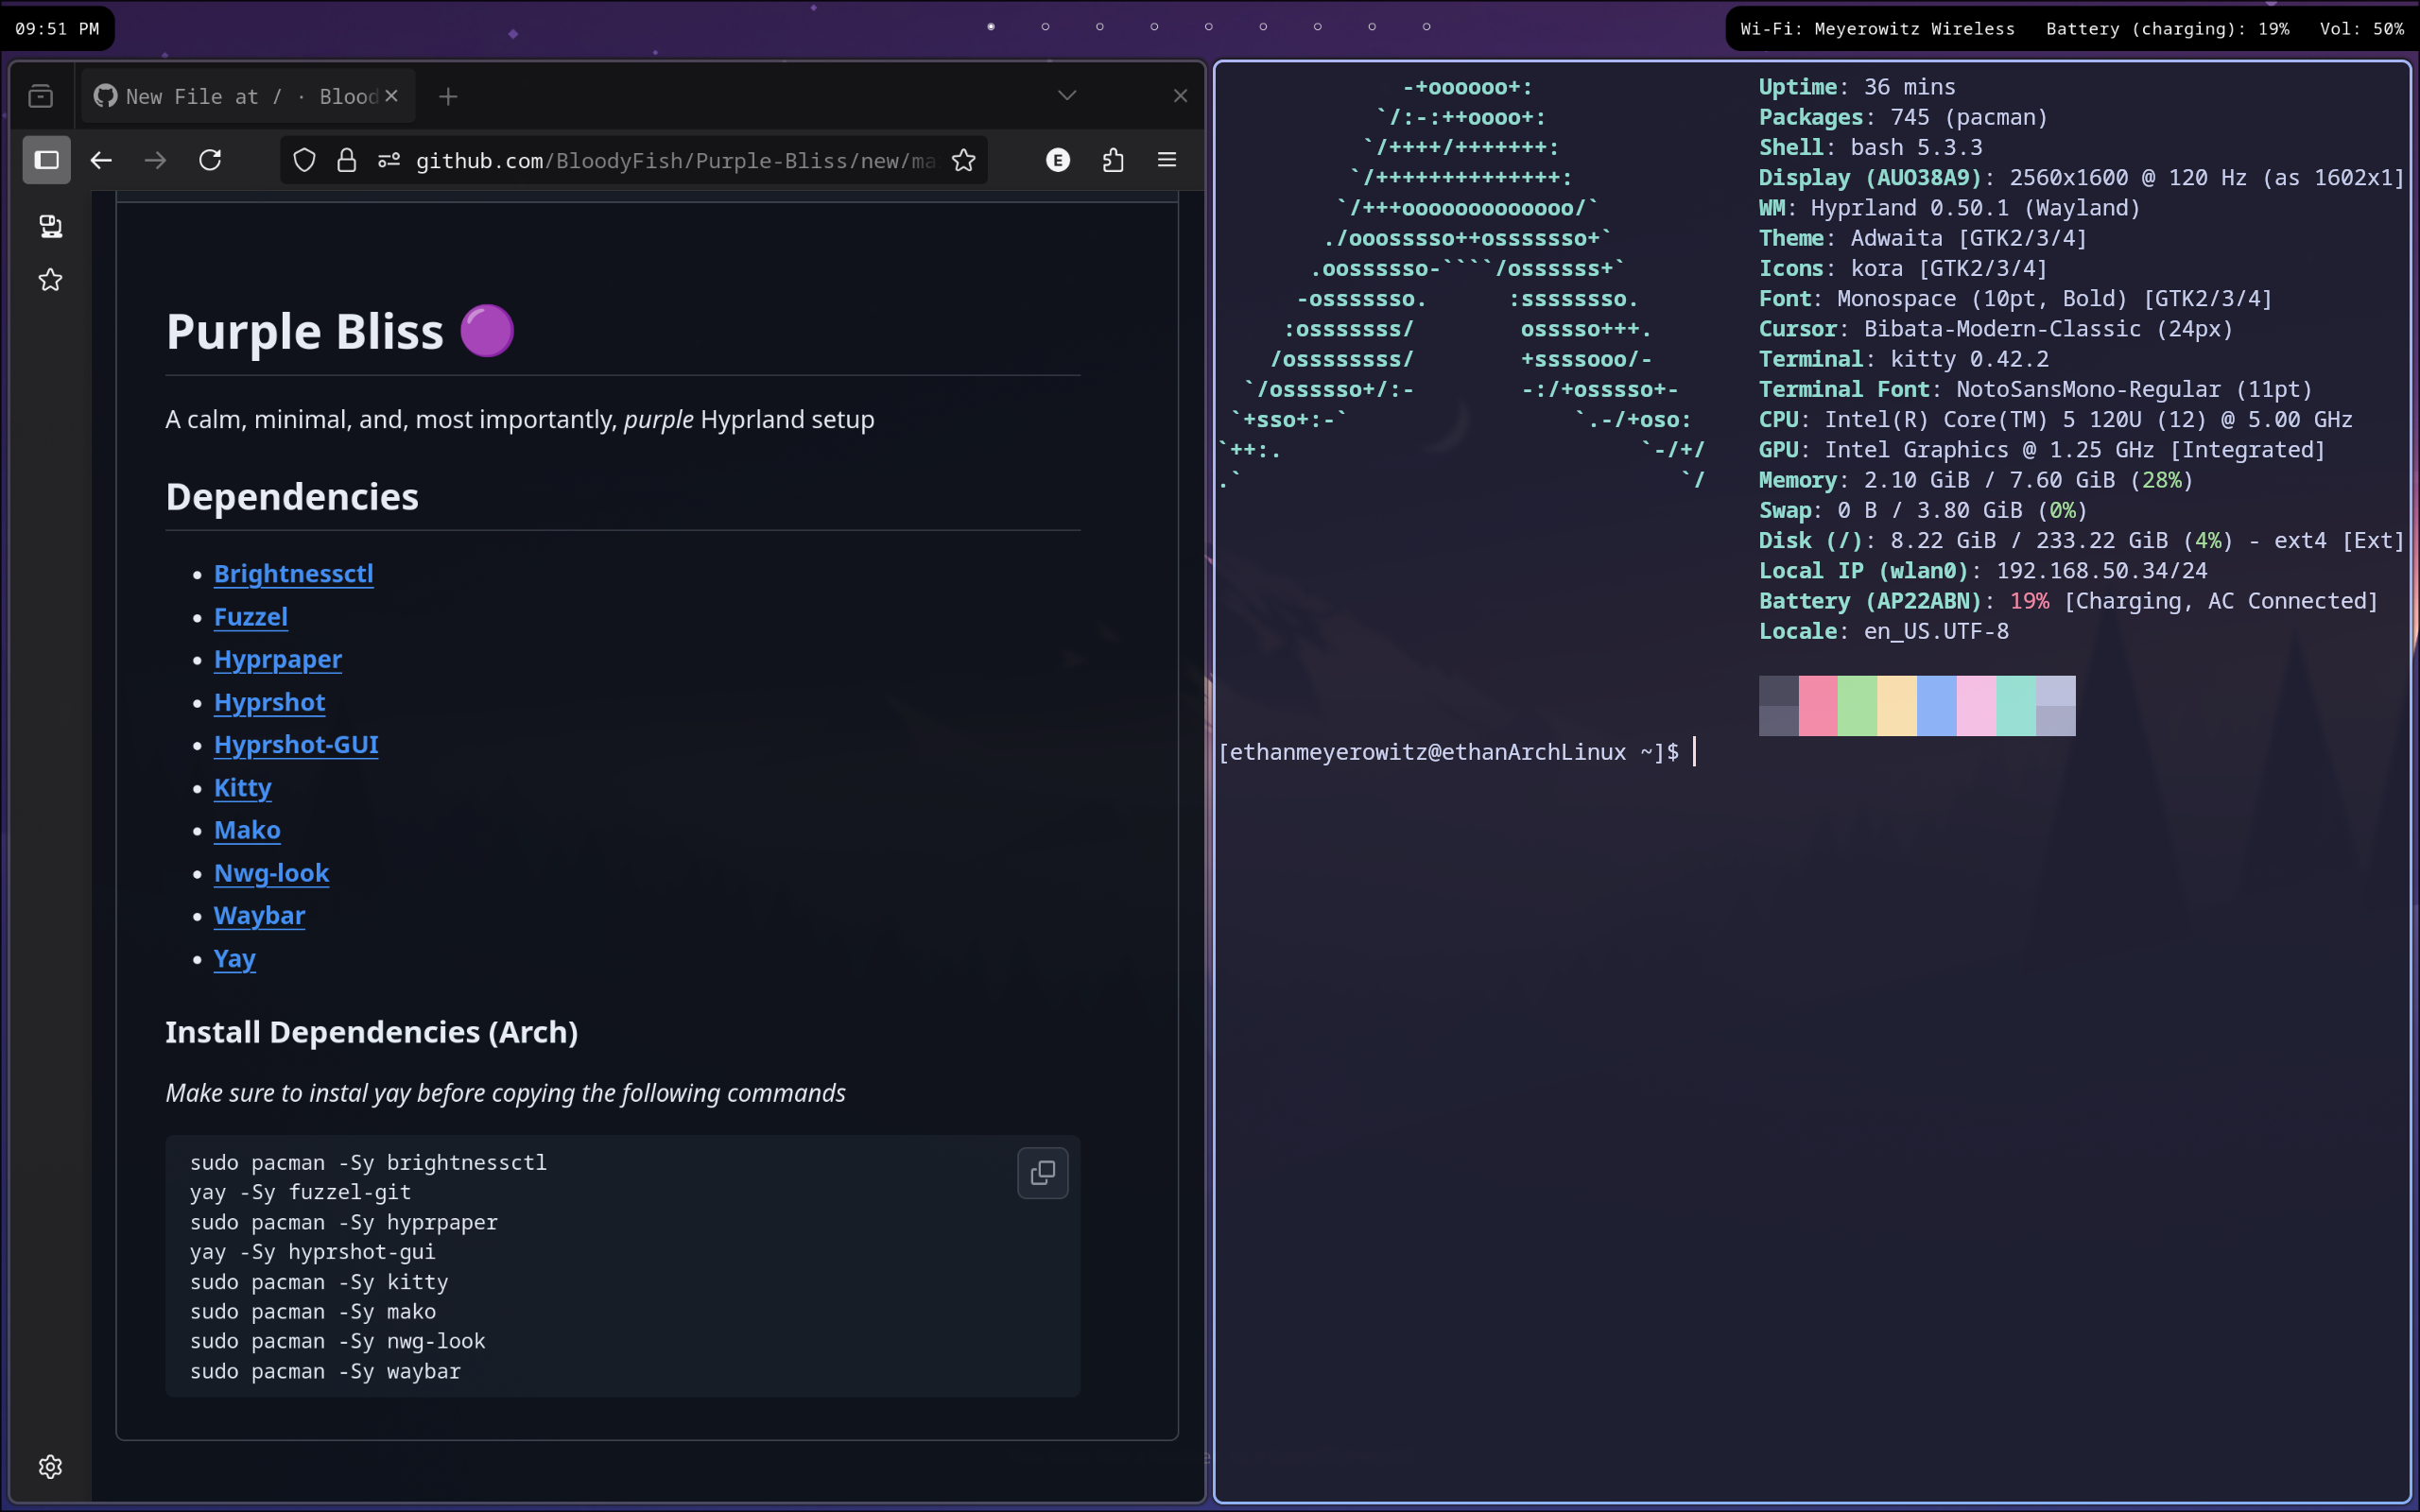 09:51 PM
Wi-Fi: Meyerowitz Wireless Battery (charging): 19% Vol: 50%
New File at / · Blood
github.com/BloodyFish/Purple-Bliss/new/ma
E
Purple Bliss
A calm, minimal, and, most importantly, purple Hyprland setup
Dependencies
• Brightnessctl
• Fuzzel
• Hyprpaper
• Hyprshot
• Hyprshot-GUI
• Kitty
• Mako
• Nwg-look
• Waybar
• Yay
Install Dependencies (Arch)
Make sure to instal yay before copying the following commands
sudo pacman -Sy brightnessctl
yay -Sy fuzzel-git
sudo pacman -Sy hyprpaper
yay -Sy hyprshot-gui
sudo pacman -Sy kitty
sudo pacman -Sy mako
sudo pacman -Sy nwg-look
sudo pacman -Sy waybar
-+oooooo+: Uptime: 36 mins
`/:-:++oooo+: Packages: 745 (pacman)
`/++++/+++++++: Shell: bash 5.3.3
`/++++++++++++++: Display (AUO38A9): 2560x1600 @ 120 Hz (as 1602x1]
`/+++ooooooooooooo/` WM: Hyprland 0.50.1 (Wayland)
./ooosssso++osssssso+` Theme: Adwaita [GTK2/3/4]
.oossssso-````/ossssss+` Icons: kora [GTK2/3/4]
-osssssso. :ssssssso. Font: Monospace (10pt, Bold) [GTK2/3/4]
:osssssss/ osssso+++. Cursor: Bibata-Modern-Classic (24px)
/ossssssss/ +ssssooo/- Terminal: kitty 0.42.2
`/ossssso+/:- -:/+osssso+- Terminal Font: NotoSansMono-Regular (11pt)
`+sso+:-` `.-/+oso: CPU: Intel(R) Core(TM) 5 120U (12) @ 5.00 GHz
`++:. `-/+/ GPU: Intel Graphics @ 1.25 GHz [Integrated]
.` `/ Memory: 2.10 GiB / 7.60 GiB (28%)
Swap: 0 B / 3.80 GiB (0%)
Disk (/): 8.22 GiB / 233.22 GiB (4%) - ext4 [Ext]
Local IP (wlan0): 192.168.50.34/24
Battery (AP22ABN): 19% [Charging, AC Connected]
Locale: en_US.UTF-8
[ethanmeyerowitz@ethanArchLinux ~]$